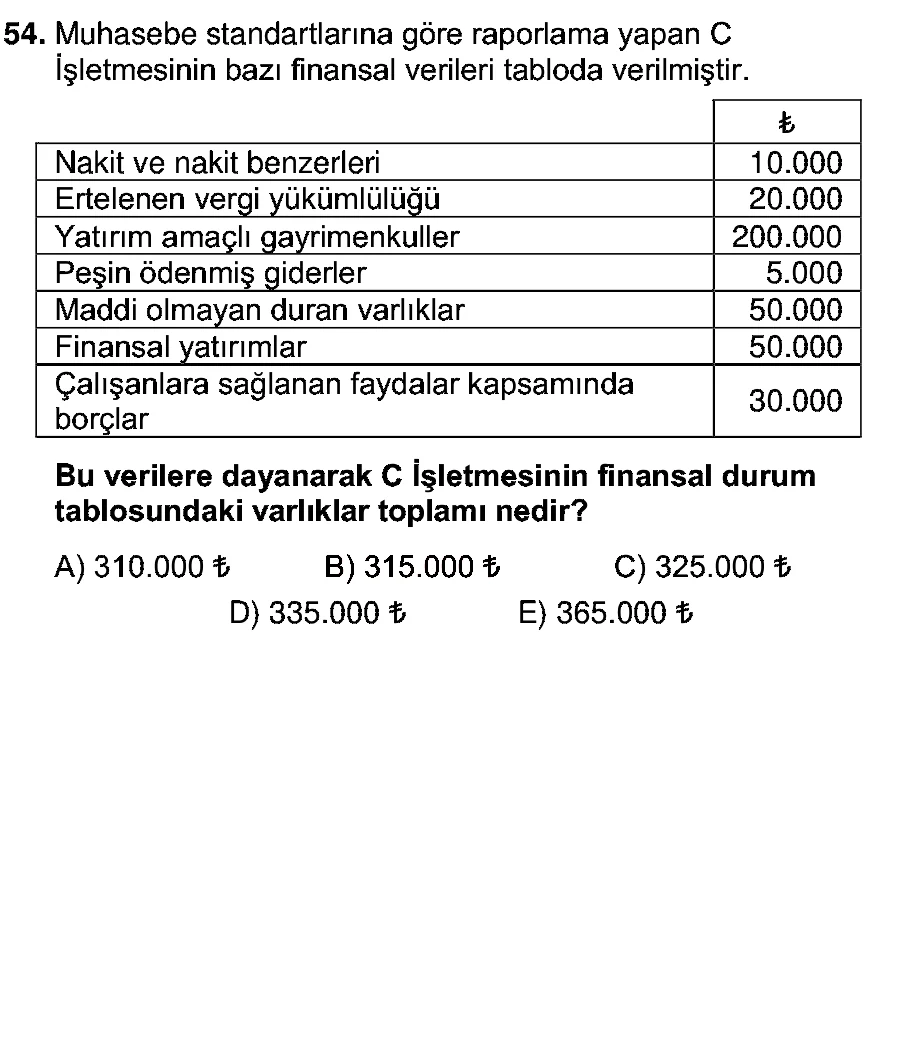 54. Muhasebe standartlarına göre raporlama yapan C
İşletmesinin bazı finansal verileri tabloda verilmiştir.
₺
Nakit ve nakit benzerleri 10.000
Ertelenen vergi yükümlülüğü 20.000
Yatırım amaçlı gayrimenkuller 200.000
Peşin ödenmiş giderler 5.000
Maddi olmayan duran varlıklar 50.000
Finansal yatırımlar 50.000
Çalışanlara sağlanan faydalar kapsamında
borçlar 30.000
Bu verilere dayanarak C İşletmesinin finansal durum
tablosundaki varlıklar toplamı nedir?
A) 310.000 ₺ B) 315.000 ₺ C) 325.000 ₺
D) 335.000 ₺ E) 365.000 ₺